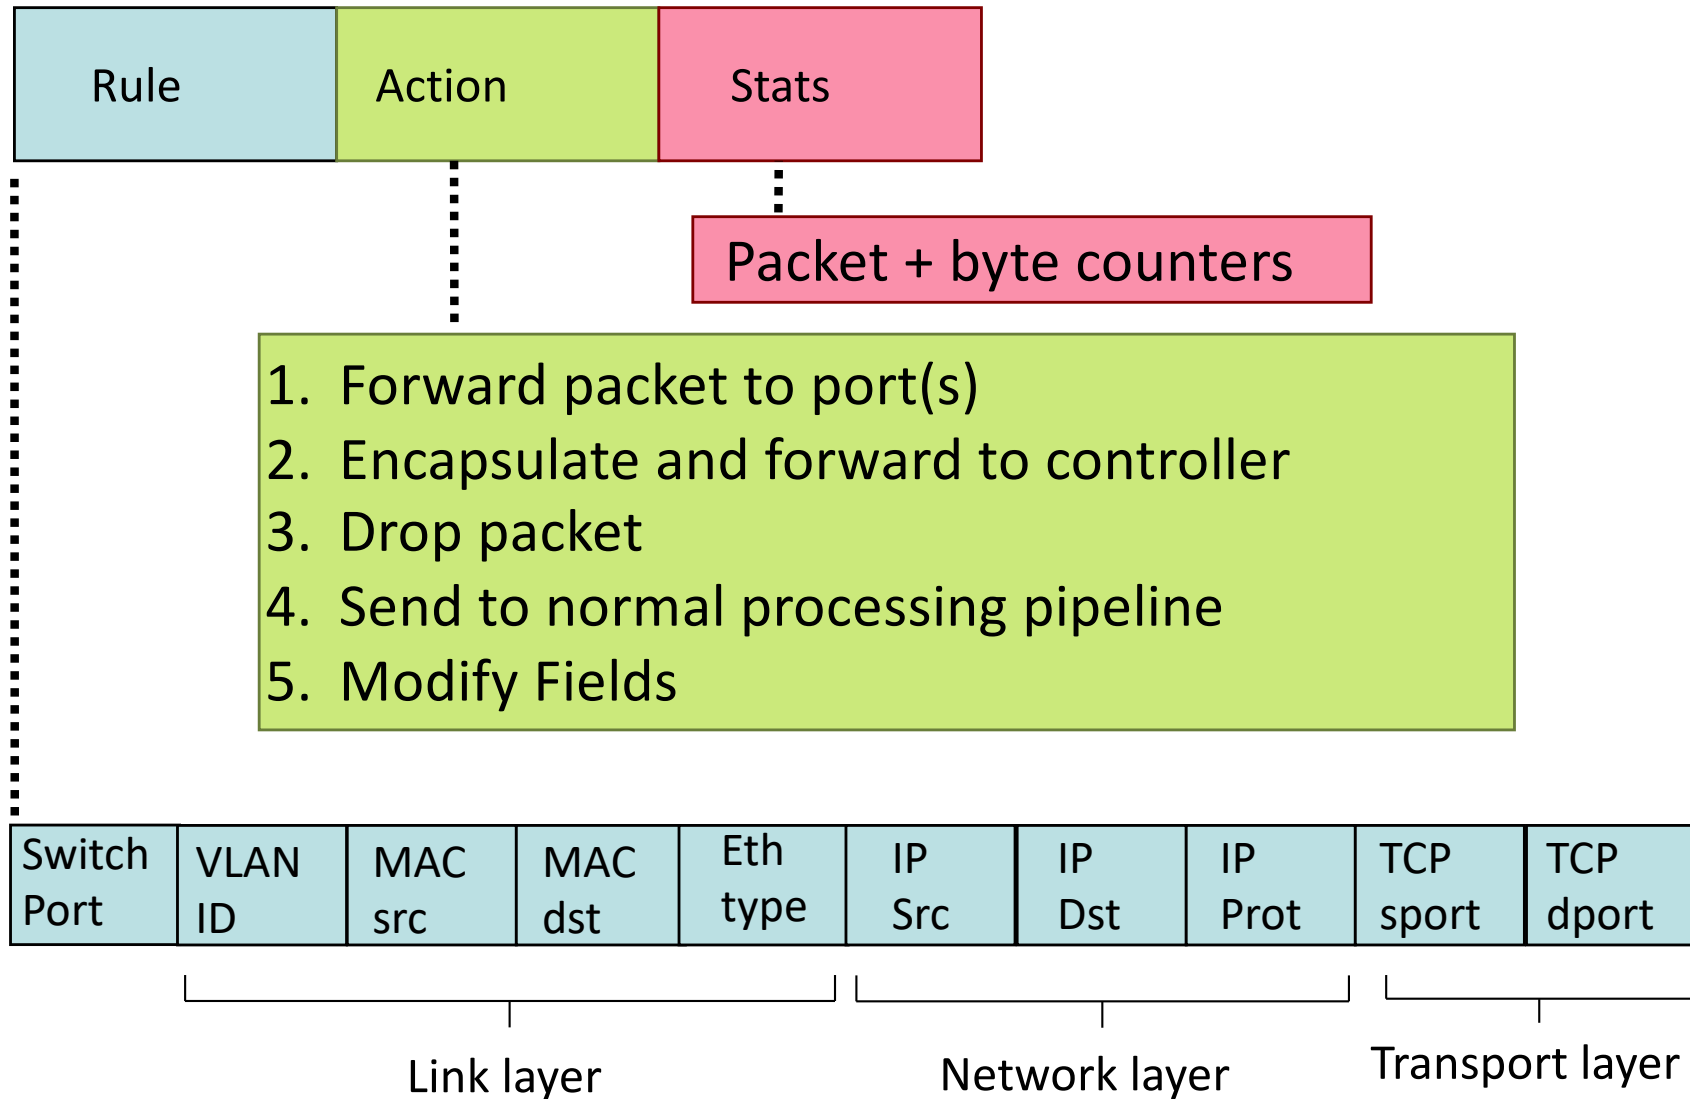 Rule Action Stats
Packet + byte counters
1. Forward packet to port(s)
2. Encapsulate and forward to controller
3. Drop packet
4. Send to normal processing pipeline
5. Modify Fields
Switch
Port
VLAN
ID
MAC
src
MAC
dst
Eth
type
IP
Src
IP
Dst
IP
Prot
TCP
sport
TCP
dport
Link layer
Network layer
Transport layer